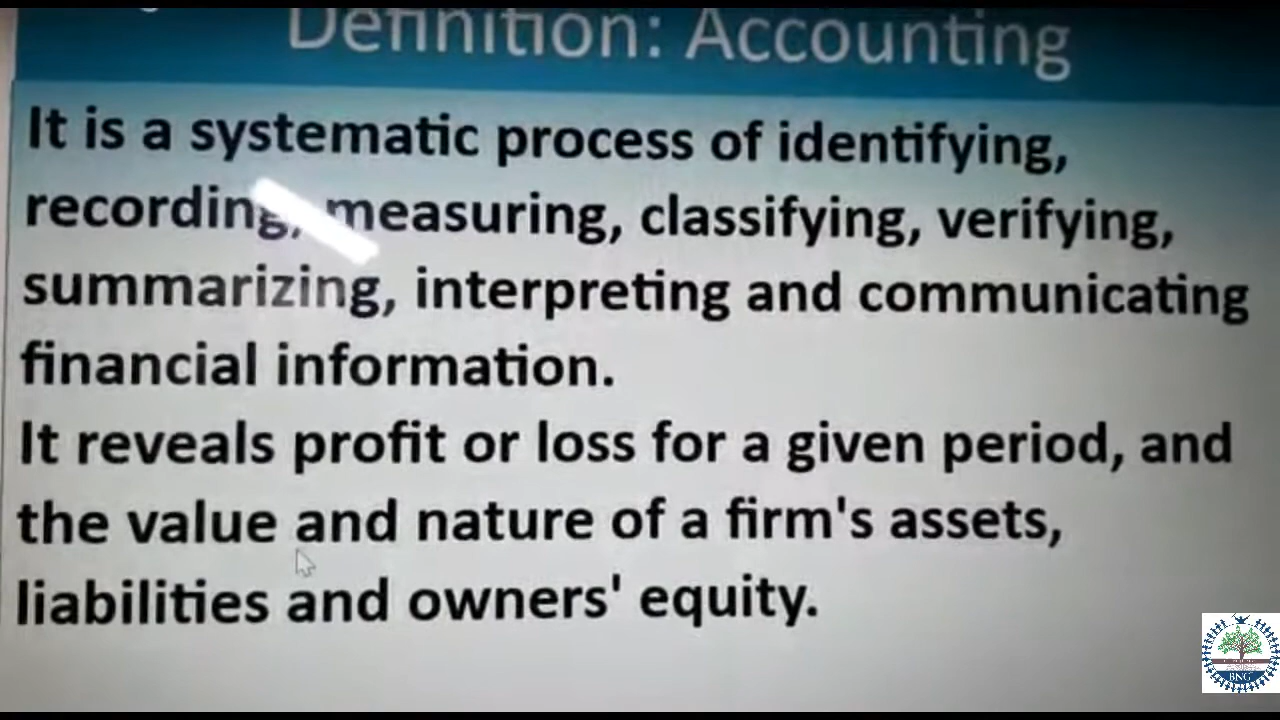 Definition: Accounting
It is a systematic process of identifying,
recording, measuring, classifying, verifying,
summarizing, interpreting and communicating
financial information.
It reveals profit or loss for a given period, and
the value and nature of a firm's assets,
liabilities and owners' equity.
BNG